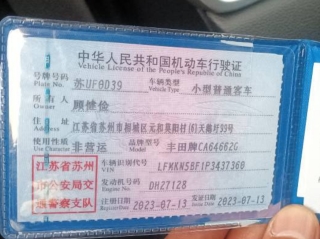 中华人民共和国机动车行驶证
Vehicle License of the People's Republic of China
号牌号码 苏UF0D39 车辆类型 小型普通客车
Plate No. Vehicle Type
所有人 顾健俭
Owner
住址 江苏省苏州市相城区元和
Address
使用性质 非营运 品牌型号 丰田牌CA64662G
Use Character Model
江苏省苏州 车辆识别代号
VIN
市公安局交 发动机号码 DH27128
Engine No.
通警察支队 注册日期 2023-07-13 发证日期 2023-07-13
Register Date Issue Date